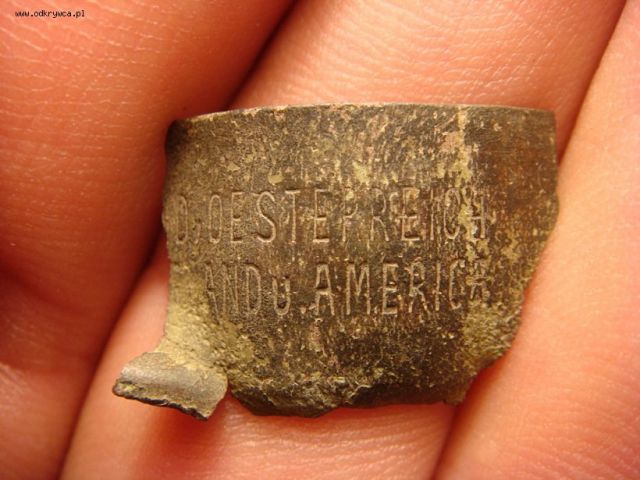 www.odkrywca.pl
D. OESTERREICH
AND u. AMERICA